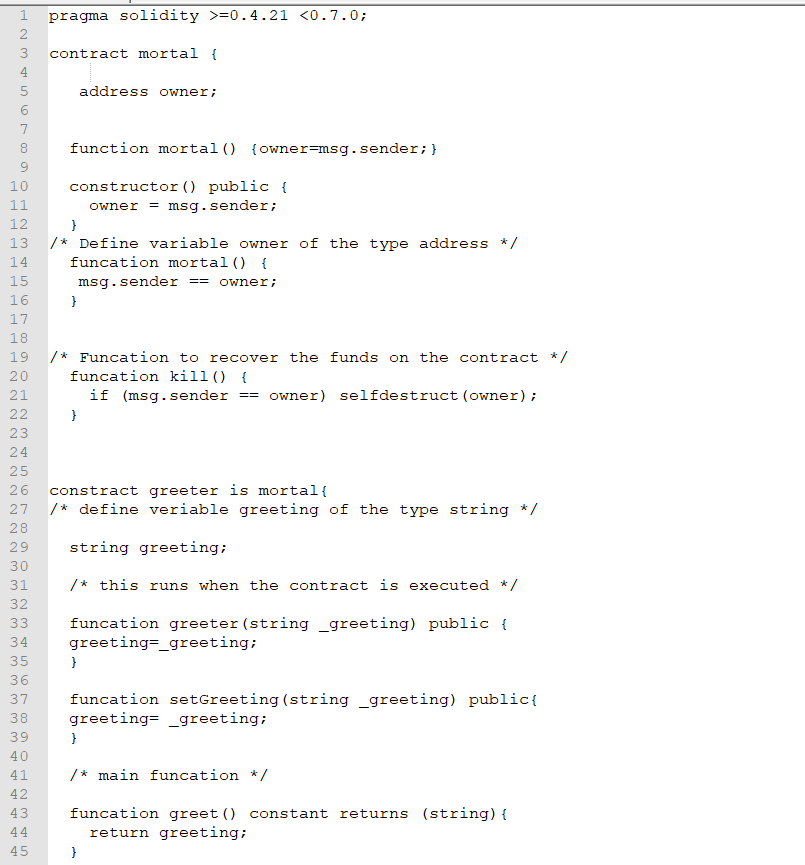 1 pragma solidity >=0.4.21 <0.7.0;
2
3 contract mortal {
4
5 address owner;
6
7
8 function mortal() {owner=msg.sender;}
9
10 constructor() public {
11 owner = msg.sender;
12 }
13 /* Define variable owner of the type address */
14 funcation mortal() {
15 msg.sender == owner;
16 }
17
18
19 /* Funcation to recover the funds on the contract */
20 funcation kill() {
21 if (msg.sender == owner) selfdestruct(owner);
22 }
23
24
25
26 constract greeter is mortal{
27 /* define veriable greeting of the type string */
28
29 string greeting;
30
31 /* this runs when the contract is executed */
32
33 funcation greeter(string _greeting) public {
34 greeting=_greeting;
35 }
36
37 funcation setGreeting(string _greeting) public{
38 greeting= _greeting;
39 }
40
41 /* main funcation */
42
43 funcation greet() constant returns (string){
44 return greeting;
45 }